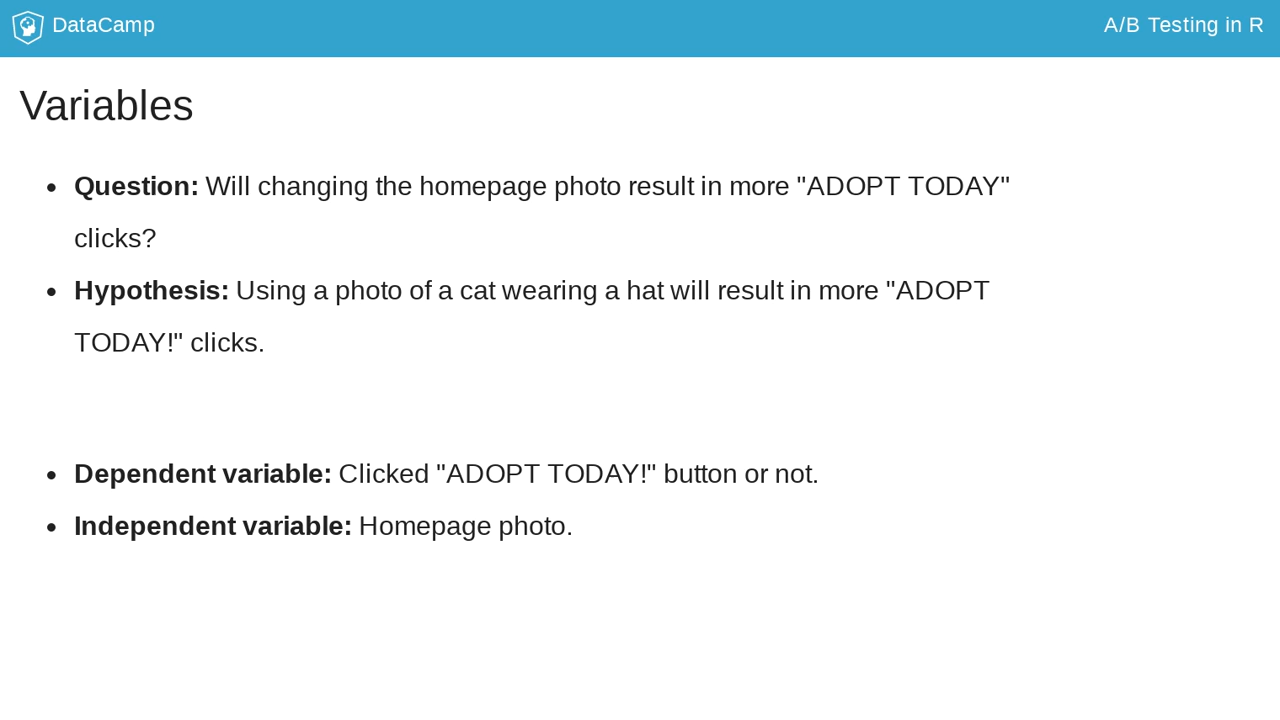 DataCamp
A/B Testing in R
Variables
• Question: Will changing the homepage photo result in more "ADOPT TODAY"
clicks?
• Hypothesis: Using a photo of a cat wearing a hat will result in more "ADOPT
TODAY!" clicks.
• Dependent variable: Clicked "ADOPT TODAY!" button or not.
• Independent variable: Homepage photo.